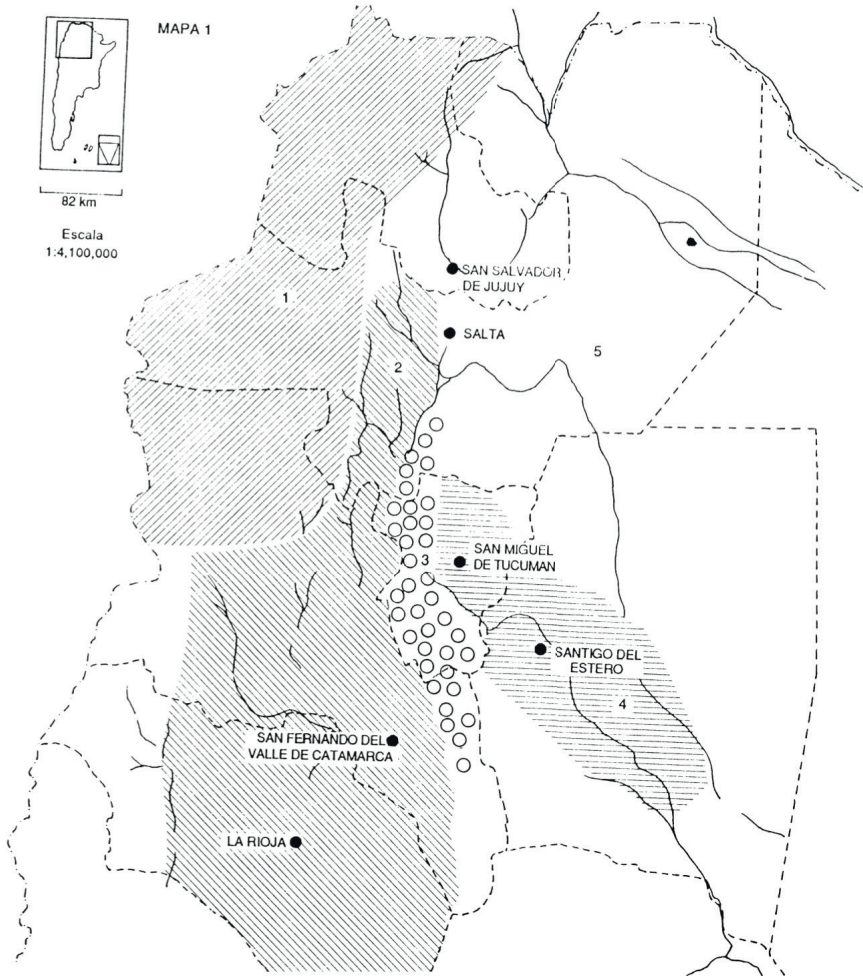 MAPA 1
82 km
Escala
1:4,100,000
SAN SALVADOR
DE JUJUY
1
SALTA
5
2
SAN MIGUEL
DE TUCUMAN
3
SANTIGO DEL
ESTERO
4
SAN FERNANDO DEL
VALLE DE CATAMARCA
LA RIOJA